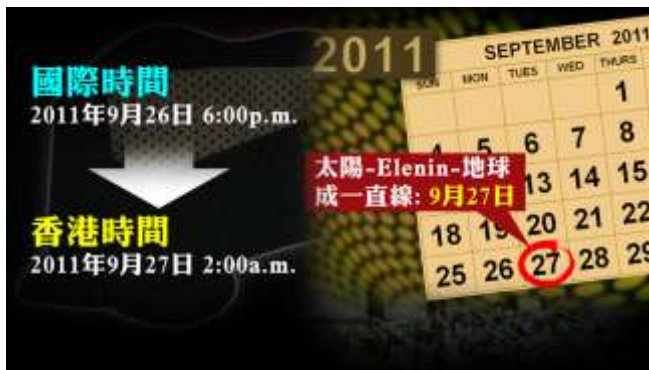 國際時間
2011年9月26日 6:00p.m.
香港時間
2011年9月27日 2:00a.m.
2011
SEPTEMBER 2011
SUN MON TUES WED THURS
1
4 5 6 7 8
太陽-Elenin-地球
成一直線: 9月27日
13 14 15
18 19 20 21 22
25 26 27 28 29